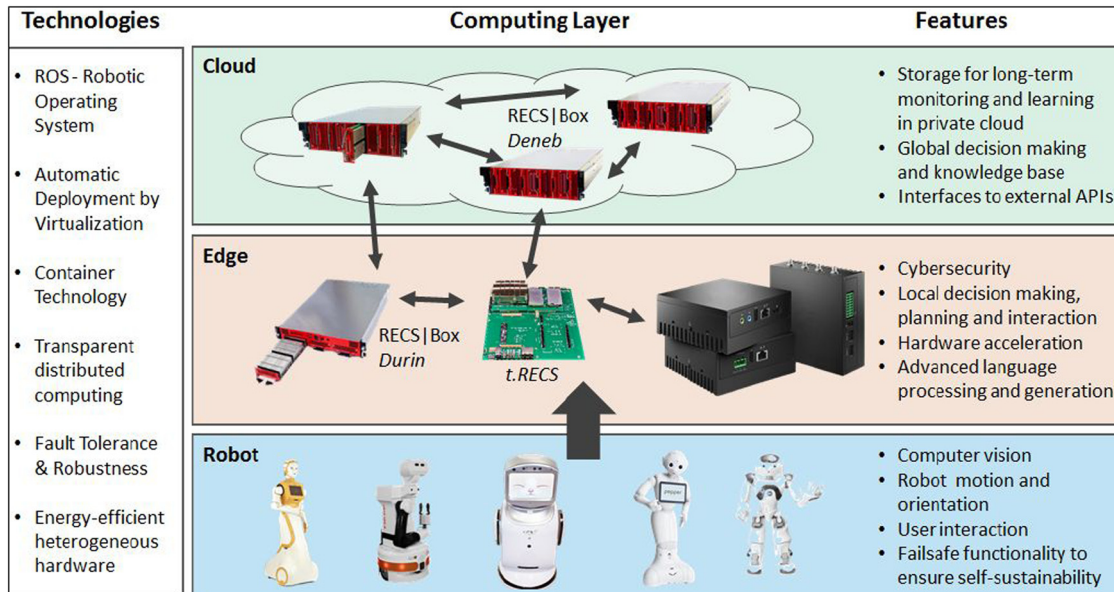 Technologies
• ROS - Robotic
Operating
System
• Automatic
Deployment by
Virtualization
• Container
Technology
• Transparent
distributed
computing
• Fault Tolerance
& Robustness
• Energy-efficient
heterogeneous
hardware
Computing Layer
Features
Cloud
RECS|Box
Deneb
• Storage for long-term
monitoring and learning
in private cloud
• Global decision making
and knowledge base
• Interfaces to external APIs
Edge
RECS|Box
Durin
t.RECS
• Cybersecurity
• Local decision making,
planning and interaction
• Hardware acceleration
• Advanced language
processing and generation
Robot
pepper
• Computer vision
• Robot motion and
orientation
• User interaction
• Failsafe functionality to
ensure self-sustainability